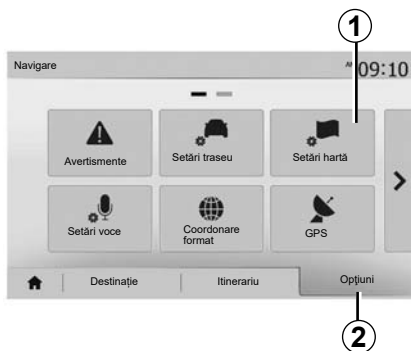 1
Navigare
09:10
Avertismente
Setări traseu
Setări hartă
Setări voce
Coordonare
format
GPS
Destinație
Itinerariu
Opțiuni
2